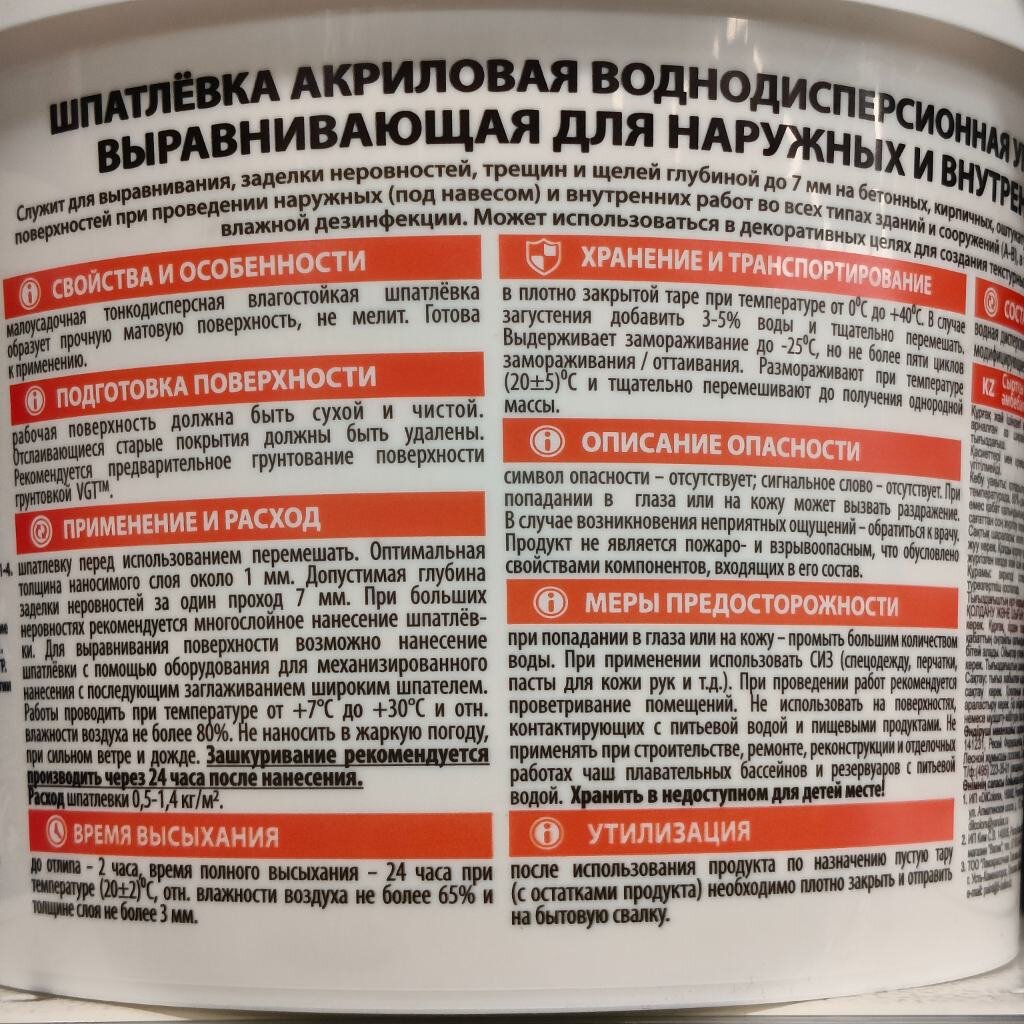 ШПАТЛЁВКА АКРИЛОВАЯ ВОДНОДИСПЕРСИОННАЯ
ВЫРАВНИВАЮЩАЯ ДЛЯ НАРУЖНЫХ И ВНУТРЕН
Служит для выравнивания, заделки неровностей, трещин и щелей глубиной до 7 мм на бетонных, кирпичных, оштука
поверхностей при проведении наружных (под навесом) и внутренних работ во всех типах зданий и сооружений (А-В), а
влажной дезинфекции. Может использоваться в декоративных целях для создания текстурны
СВОЙСТВА И ОСОБЕННОСТИ
малоусадочная тонкодисперсная влагостойкая шпатлёвка
образует прочную матовую поверхность, не мелит. Готова
к применению.
ПОДГОТОВКА ПОВЕРХНОСТИ
рабочая поверхность должна быть сухой и чистой.
Отслаивающиеся старые покрытия должны быть удалены.
Рекомендуется предварительное грунтование поверхности
грунтовкой VGT™.
ПРИМЕНЕНИЕ И РАСХОД
шпатлевку перед использованием перемешать. Оптимальная
толщина наносимого слоя около 1 мм. Допустимая глубина
заделки неровностей за один проход 7 мм. При больших
неровностях рекомендуется многослойное нанесение шпатлёв-
ки. Для выравнивания поверхности возможно нанесение
шпатлёвки с помощью оборудования для механизированного
нанесения с последующим заглаживанием широким шпателем.
Работы проводить при температуре от +7°С до +30°С и отн.
влажности воздуха не более 80%. Не наносить в жаркую погоду,
при сильном ветре и дожде. Зашкуривание рекомендуется
производить через 24 часа после нанесения.
Расход шпатлевки 0,5-1,4 кг/м².
ВРЕМЯ ВЫСЫХАНИЯ
до отлипа – 2 часа, время полного высыхания – 24 часа при
температуре (20±2)⁰С, отн. влажности воздуха не более 65% и
толщине слоя не более 3 мм.
ХРАНЕНИЕ И ТРАНСПОРТИРОВАНИЕ
в плотно закрытой таре при температуре от 0⁰С до +40⁰С. В случае
загустения добавить 3-5% воды и тщательно перемешать.
Выдерживает замораживание до -25⁰С, но не более пяти циклов
замораживания / оттаивания. Размораживают при температуре
(20±5)⁰С и тщательно перемешивают до получения однородной
массы.
ОПИСАНИЕ ОПАСНОСТИ
символ опасности – отсутствует; сигнальное слово – отсутствует. При
попадании в глаза или на кожу может вызвать раздражение.
В случае возникновения неприятных ощущений – обратиться к врачу.
Продукт не является пожаро- и взрывоопасным, что обусловлено
свойствами компонентов, входящих в его состав.
МЕРЫ ПРЕДОСТОРОЖНОСТИ
при попадании в глаза или на кожу – промыть большим количеством
воды. При применении использовать СИЗ (спецодежду, перчатки,
пасты для кожи рук и т.д.). При проведении работ рекомендуется
проветривание помещений. Не использовать на поверхностях,
контактирующих с питьевой водой и пищевыми продуктами. Не
применять при строительстве, ремонте, реконструкции и отделочных
работах чаш плавательных бассейнов и резервуаров с питьевой
водой. Хранить в недоступном для детей месте!
УТИЛИЗАЦИЯ
после использования продукта по назначению пустую тару
(с остатками продукта) необходимо плотно закрыть и отправить
на бытовую свалку.
СОСТ
водная дисперс
KZ